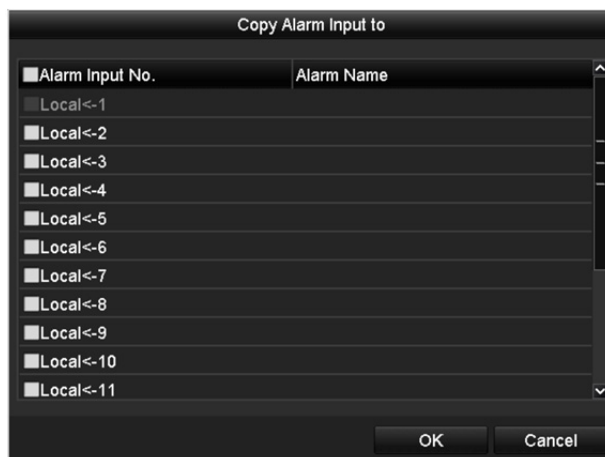 Copy Alarm Input to
Alarm Input No. Alarm Name
Local<-1
Local<-2
Local<-3
Local<-4
Local<-5
Local<-6
Local<-7
Local<-8
Local<-9
Local<-10
Local<-11
OK Cancel